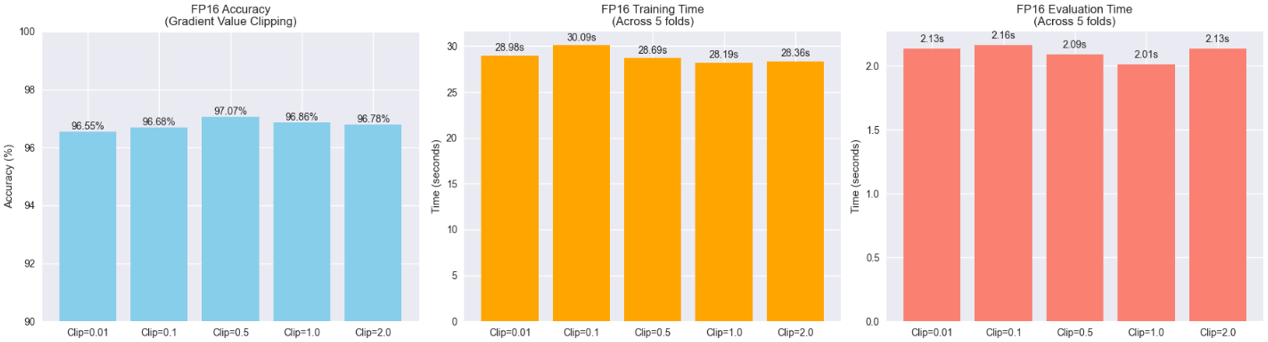 FP16 Accuracy
(Gradient Value Clipping)
100
98
96
94
92
90
Accuracy (%)
96.55%
96.68%
97.07%
96.86%
96.78%
Clip=0.01
Clip=0.1
Clip=0.5
Clip=1.0
Clip=2.0
FP16 Training Time
(Across 5 folds)
30
25
20
15
10
5
0
Time (seconds)
28.98s
30.09s
28.69s
28.19s
28.36s
Clip=0.01
Clip=0.1
Clip=0.5
Clip=1.0
Clip=2.0
FP16 Evaluation Time
(Across 5 folds)
2.0
1.5
1.0
0.5
0.0
Time (seconds)
2.13s
2.16s
2.09s
2.01s
2.13s
Clip=0.01
Clip=0.1
Clip=0.5
Clip=1.0
Clip=2.0